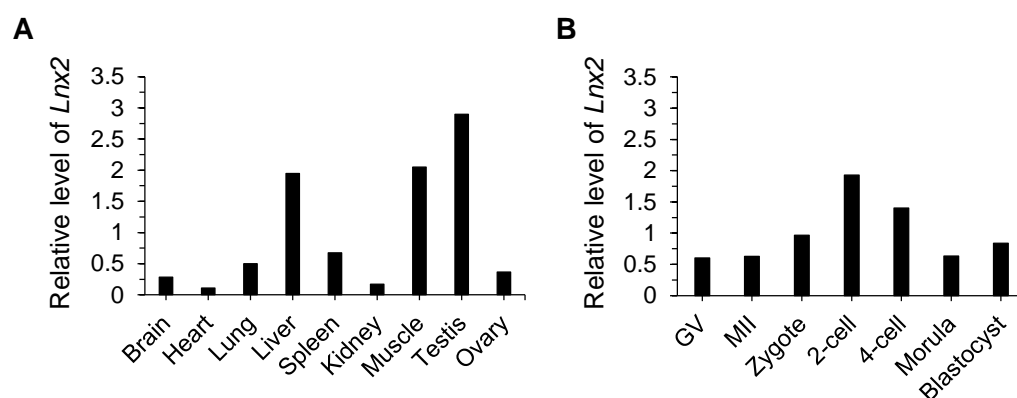 A
Relative level of Lnx2
3.5
3
2.5
2
1.5
1
0.5
0
Brain
Heart
Lung
Liver
Spleen
Kidney
Muscle
Testis
Ovary
B
Relative level of Lnx2
3.5
3
2.5
2
1.5
1
0.5
0
GV
MII
Zygote
2-cell
4-cell
Morula
Blastocyst